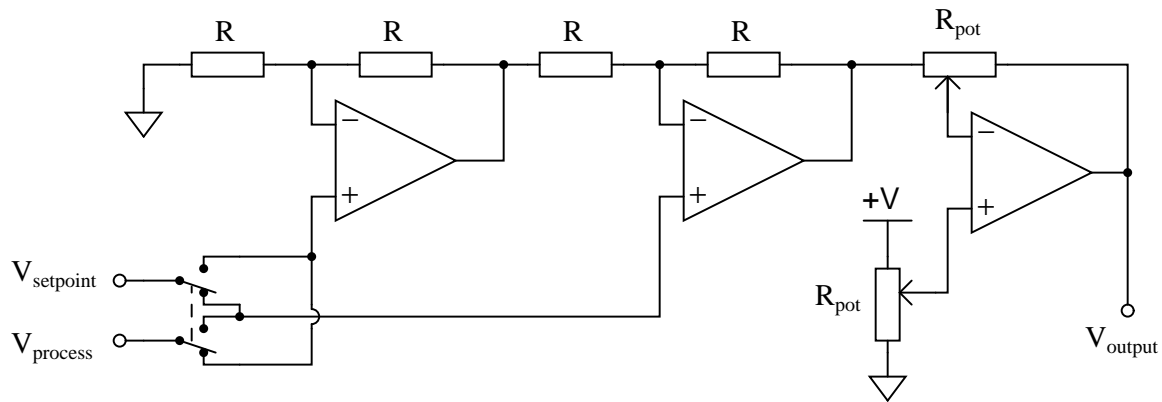 R R R R R_pot
−
+
−
+
−
+
+V
V_setpoint
R_pot
V_process
V_output